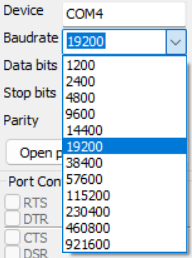 Device COM4
Baudrate 19200
Data bits 1200
2400
Stop bits 4800
9600
Parity 14400
19200
38400
Open p 57600
115200
Port Con 230400
RTS 460800
DTR 921600
CTS
DSR